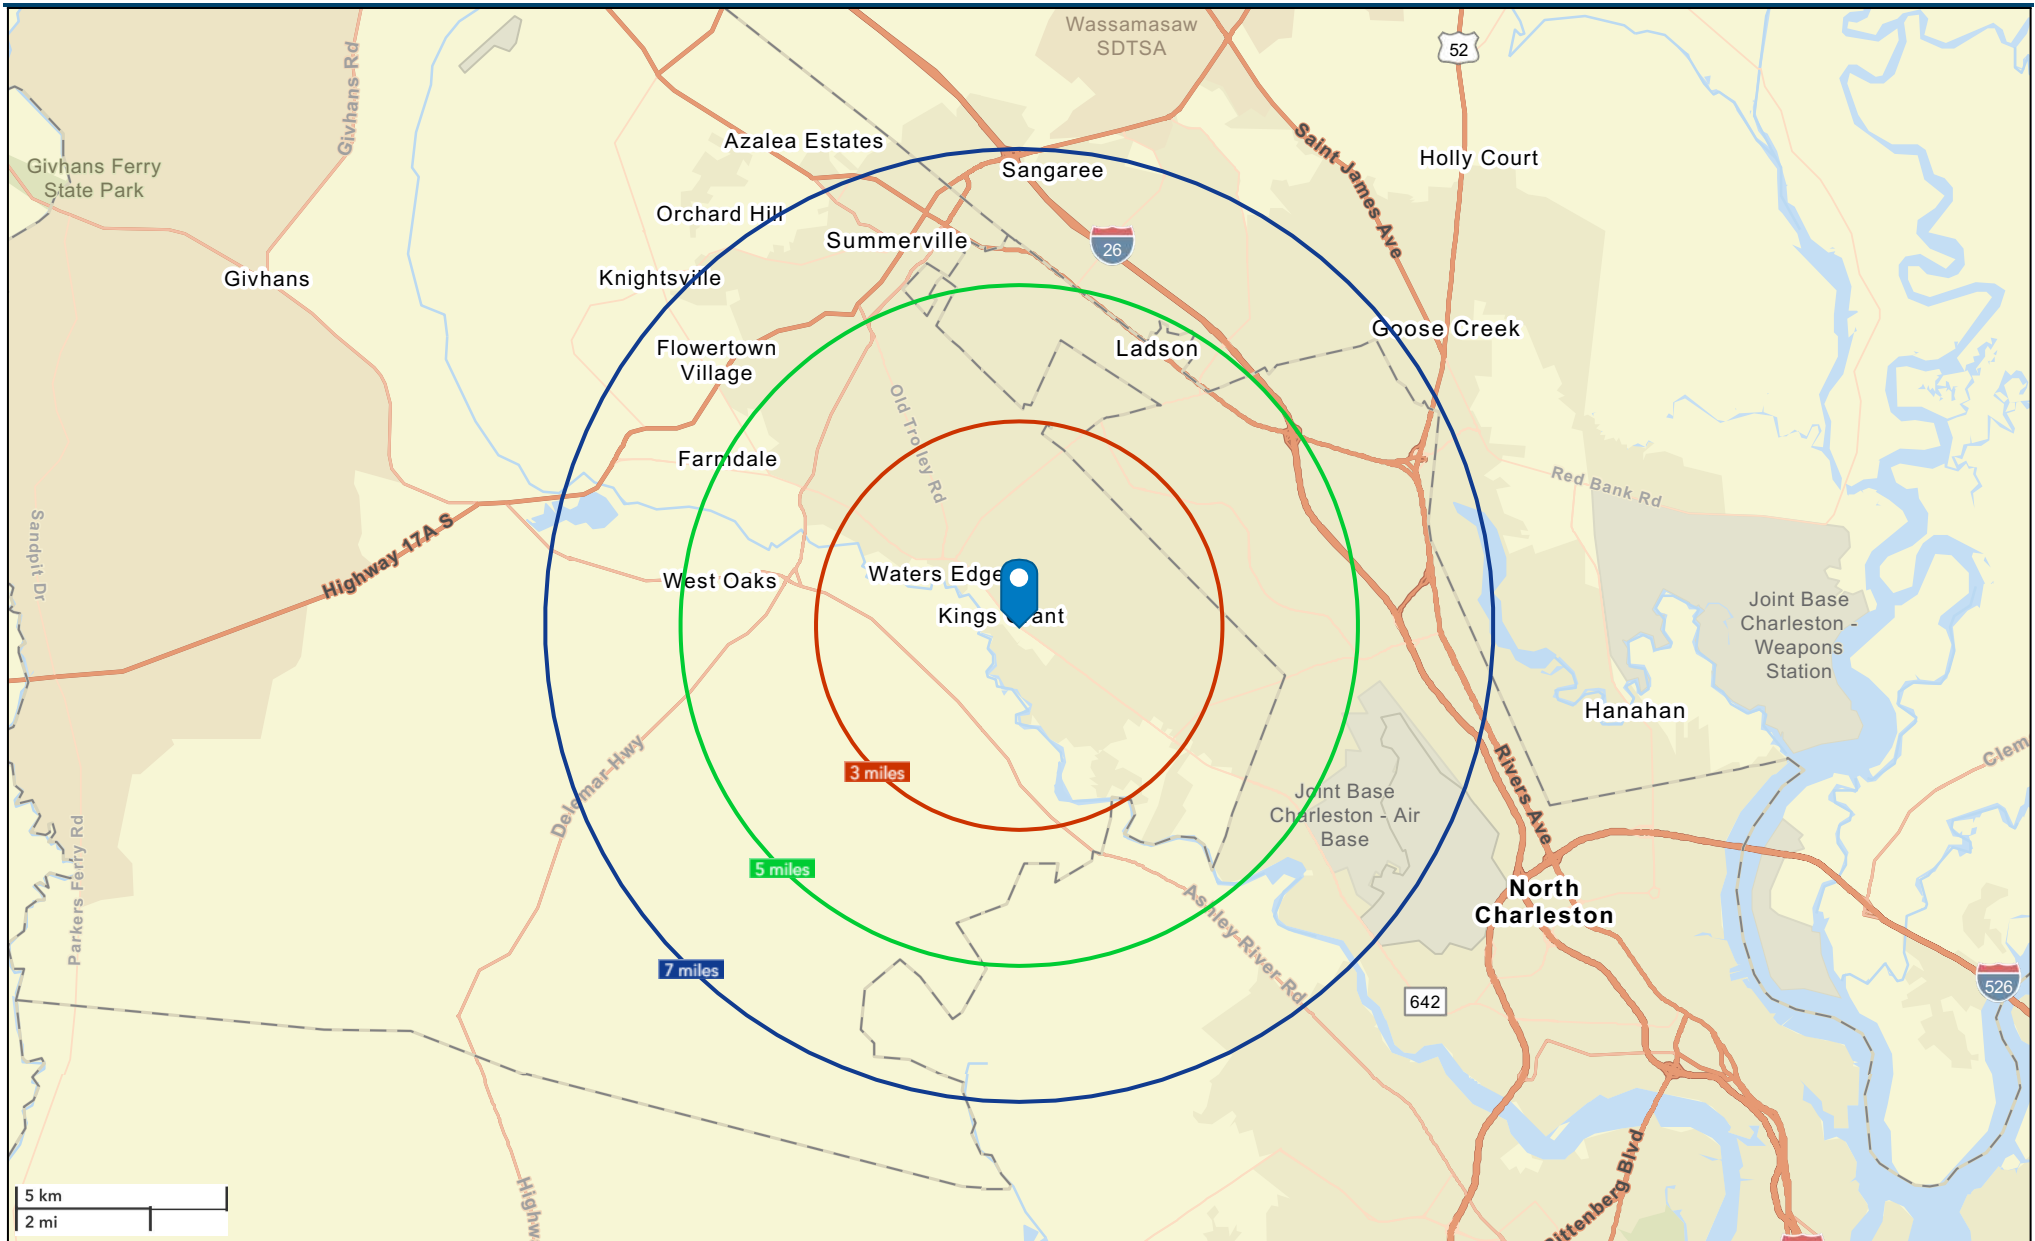 Wassamasaw
SDTSA
52
Givhans Rd
Saint James Ave
Azalea Estates
Holly Court
Sangaree
Givhans Ferry
State Park
Orchard Hill
Summerville
26
Givhans
Knightsville
Goose Creek
Flowertown
Village
Ladson
Old Trolley Rd
Farmdale
Red Bank Rd
Sandpit Dr
Highway 17A S
West Oaks
Waters Edge
Joint Base
Charleston -
Weapons
Station
Hanahan
Delemar Hwy
3 miles
Rivers Ave
Clem
Joint Base
Charleston - Air
Base
Parkers Ferry Rd
5 miles
North
Charleston
Ashley River Rd
7 miles
642
526
5 km
2 mi
Highw
ittenberg Blvd